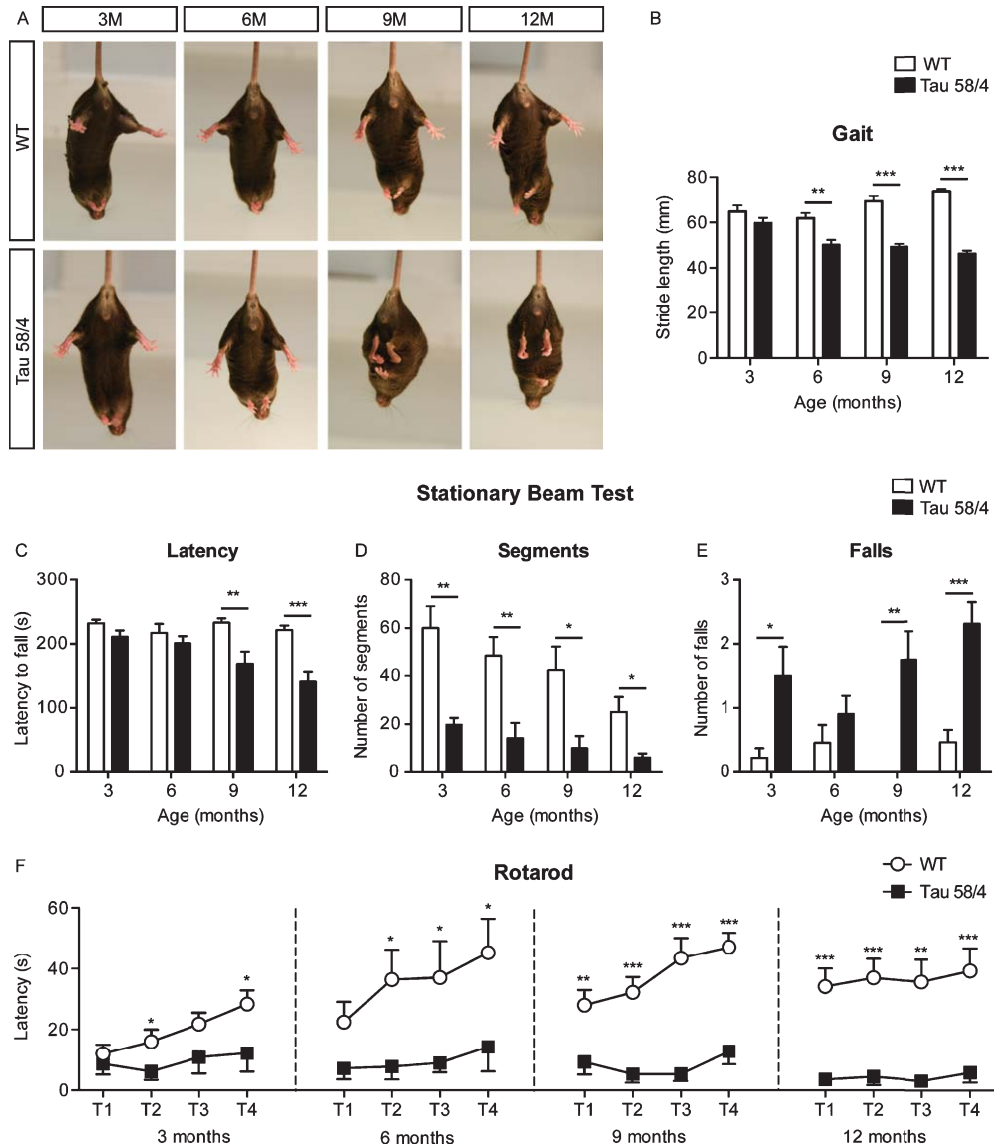 A
3M
6M
9M
12M
WT
Tau 58/4
B
WT
Tau 58/4
Gait
Stride length (mm)
80
60
40
20
0
**
***
***
3
6
9
12
Age (months)
Stationary Beam Test
WT
Tau 58/4
C
Latency
Latency to fall (s)
300
200
100
0
**
***
3
6
9
12
Age (months)
D
Segments
Number of segments
80
60
40
20
0
**
**
*
*
3
6
9
12
Age (months)
E
Falls
Number of falls
3
2
1
0
*
**
***
3
6
9
12
Age (months)
F
Rotarod
WT
Tau 58/4
Latency (s)
60
40
20
0
*
*
*
*
*
**
***
***
***
***
***
**
***
T1 T2 T3 T4
T1 T2 T3 T4
T1 T2 T3 T4
T1 T2 T3 T4
3 months
6 months
9 months
12 months